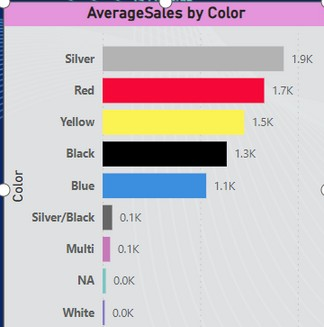 AverageSales by Color
Silver 1.9K
Red 1.7K
Yellow 1.5K
Black 1.3K
Blue 1.1K
Silver/Black 0.1K
Multi 0.1K
NA 0.0K
White 0.0K
Color